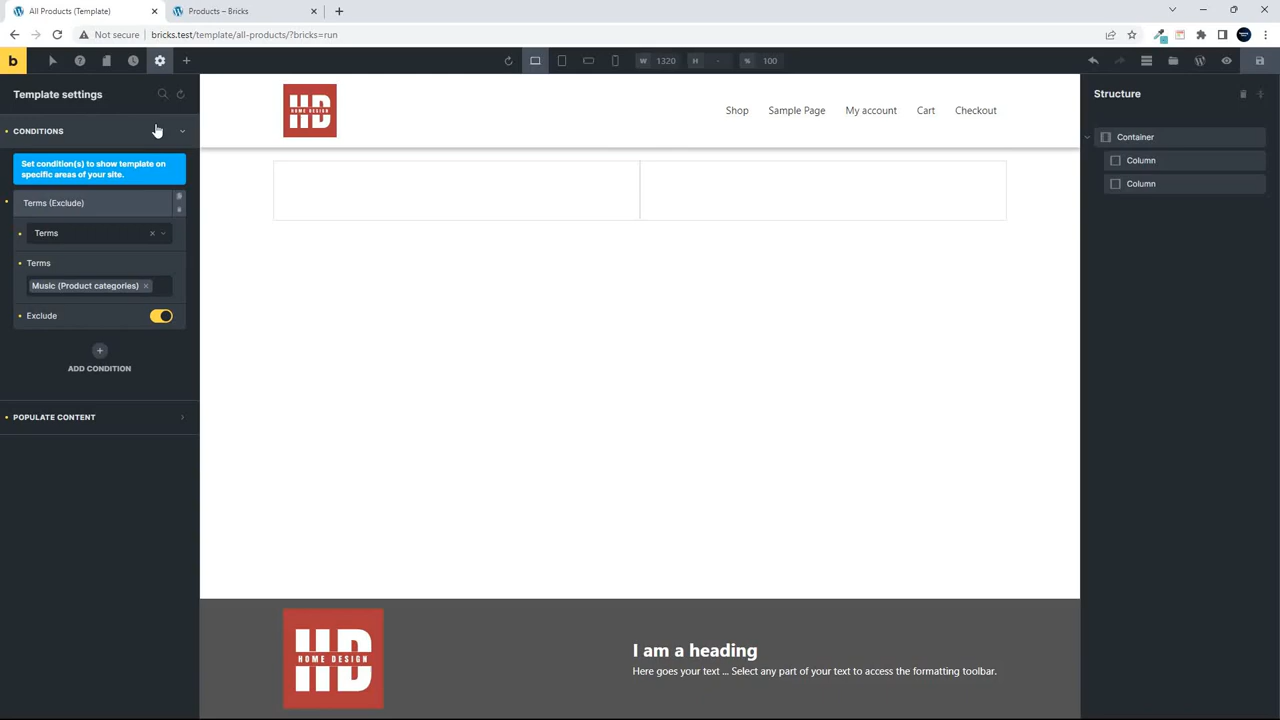 All Products (Template)
Products – Bricks
Not secure
bricks.test/template/all-products/?bricks=run
b
W 1320 H - % 100
Template settings
CONDITIONS
Set condition(s) to show template on
specific areas of your site.
Terms (Exclude)
Terms
Terms
Music (Product categories)
Exclude
ADD CONDITION
POPULATE CONTENT
HD
HOME DESIGN
Shop Sample Page My account Cart Checkout
HD
HOME DESIGN
I am a heading
Here goes your text ... Select any part of your text to access the formatting toolbar.
Structure
Container
Column
Column